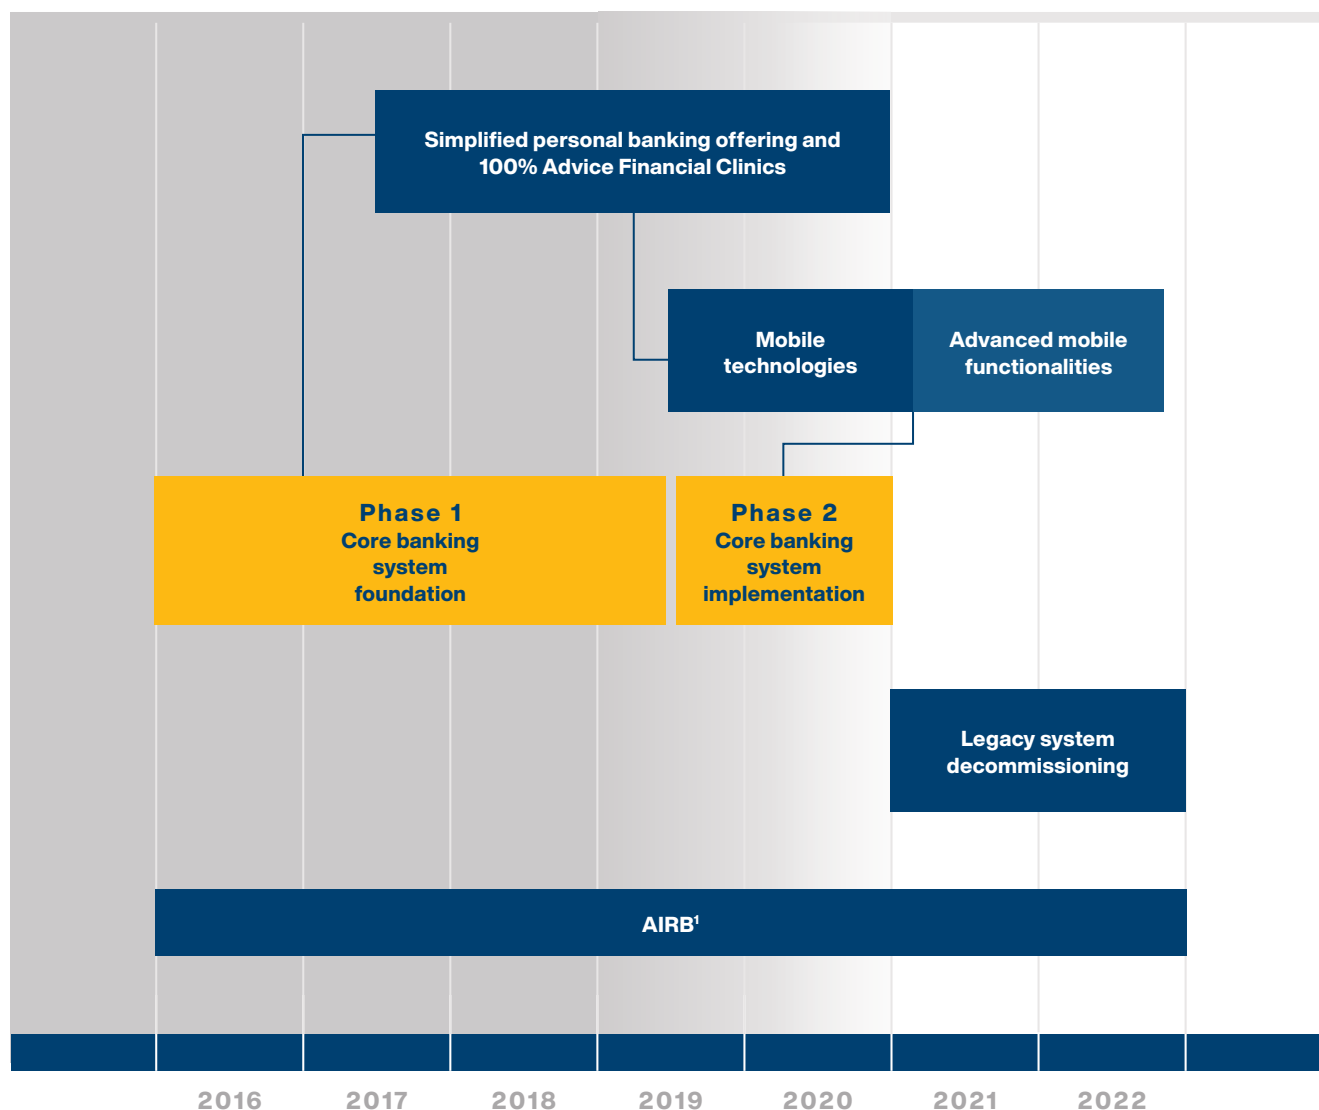 Simplified personal banking offering and
100% Advice Financial Clinics
Mobile
technologies
Advanced mobile
functionalities
Phase 1
Core banking
system
foundation
Phase 2
Core banking
system
implementation
Legacy system
decommissioning
AIRB¹
2016 2017 2018 2019 2020 2021 2022